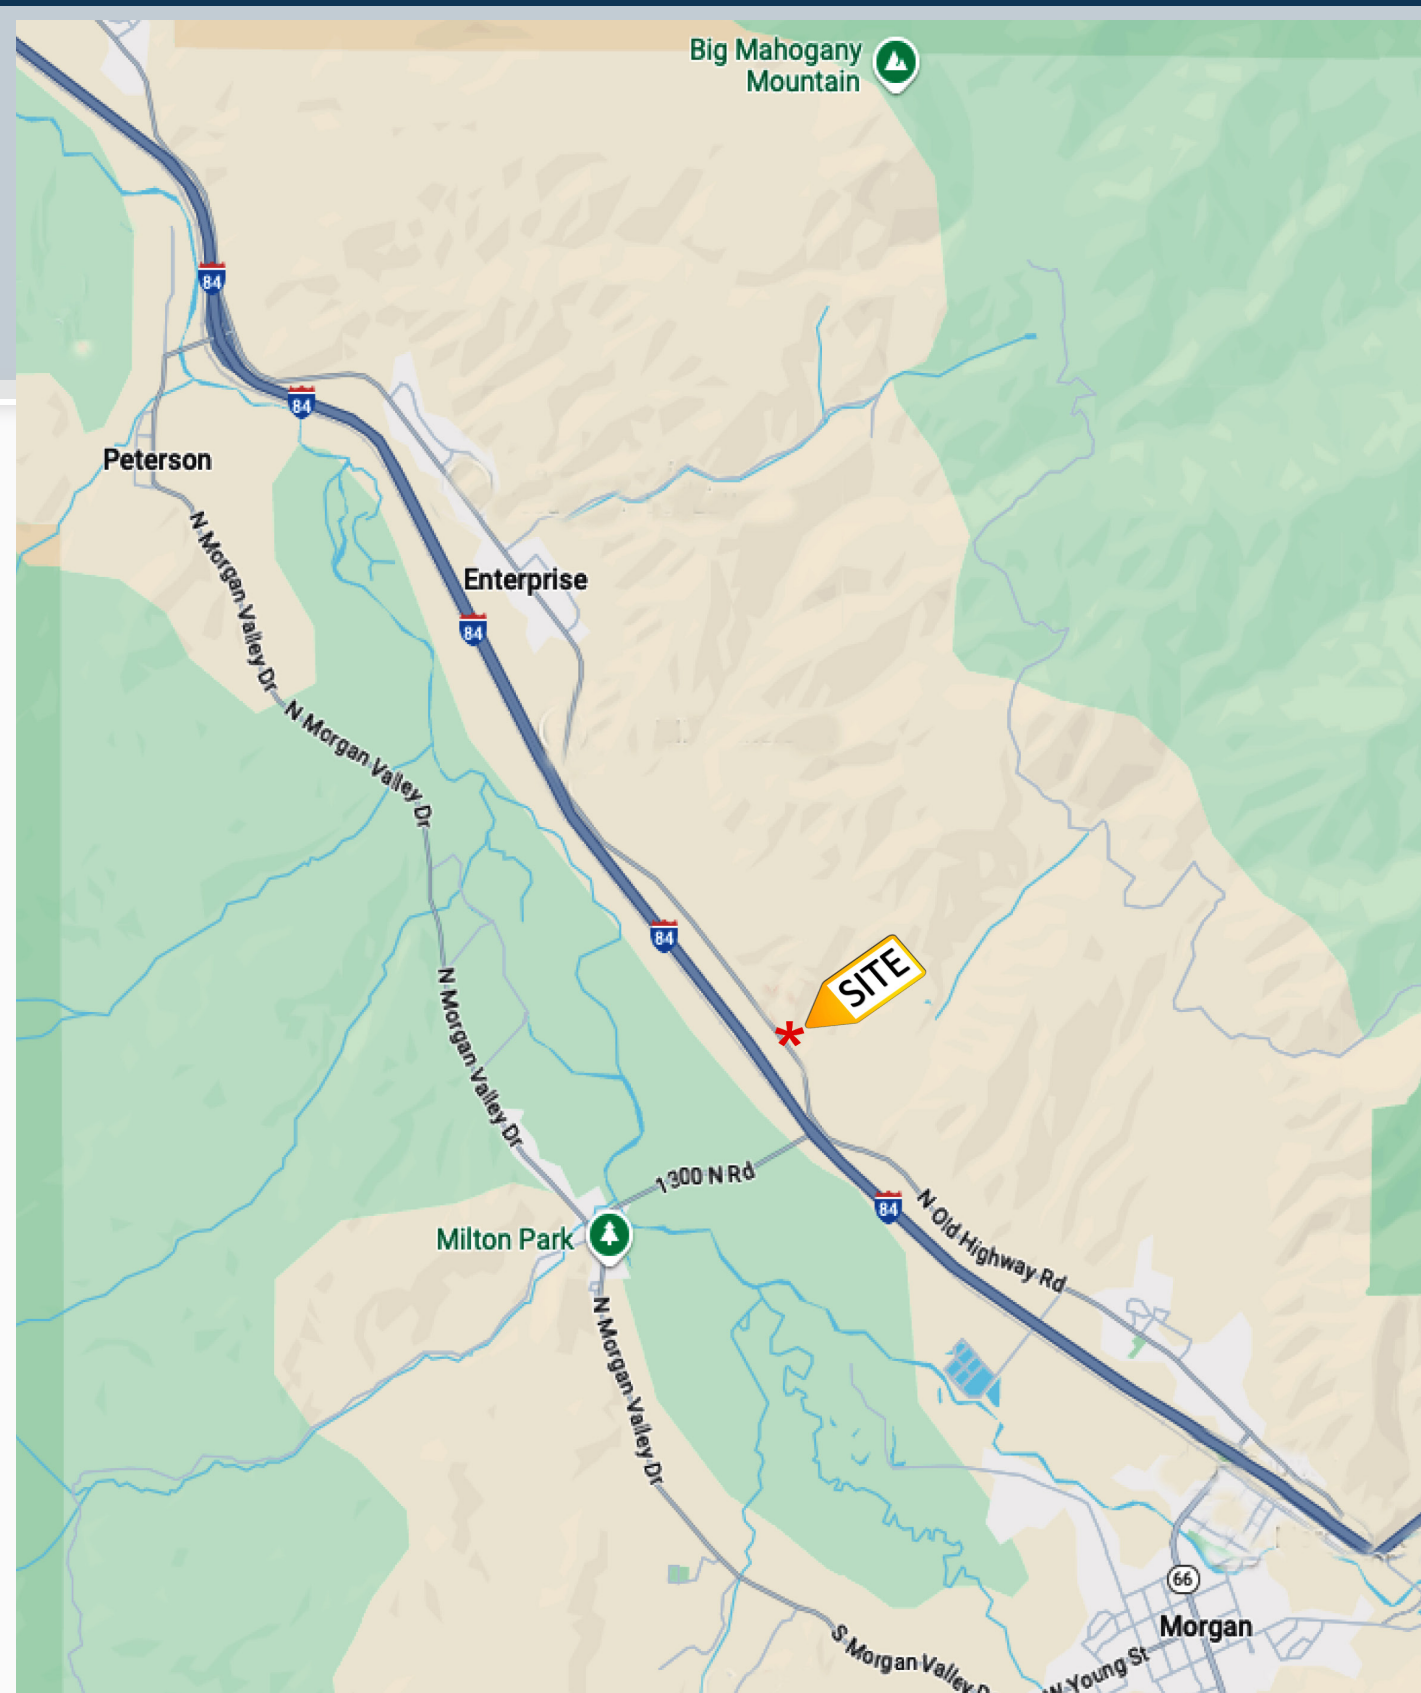 Big Mahogany
Mountain
84
84
Peterson
N Morgan Valley Dr
Enterprise
84
N Morgan Valley Dr
84
SITE
N Morgan Valley Dr
1300 N Rd
84
N Old Highway Rd
Milton Park
N Morgan Valley Dr
66
Morgan
S Morgan Valley
W Young St